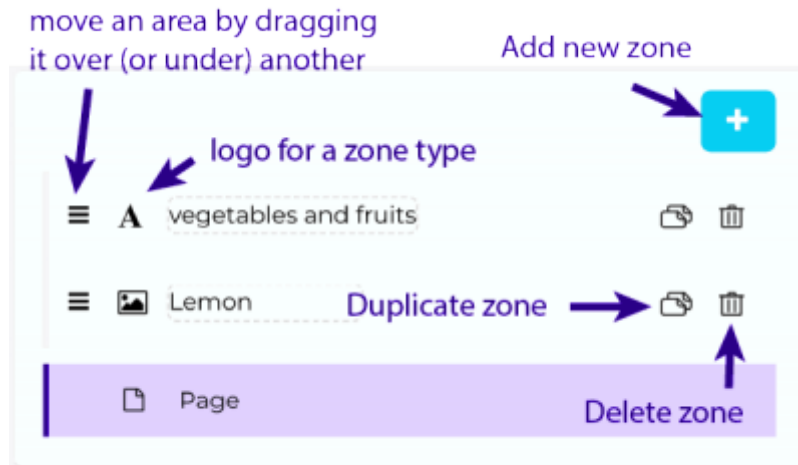 move an area by dragging
it over (or under) another
Add new zone
+
logo for a zone type
A vegetables and fruits
Lemon
Duplicate zone
Page
Delete zone